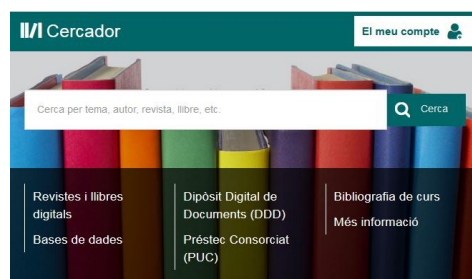 Cercador
El meu compte
Cerca per tema, autor, revista, llibre, etc.
Cerca
Revistes i llibres
digitals
Bases de dades
Dipòsit Digital de
Documents (DDD)
Préstec Consorciat
(PUC)
Bibliografia de curs
Més informació